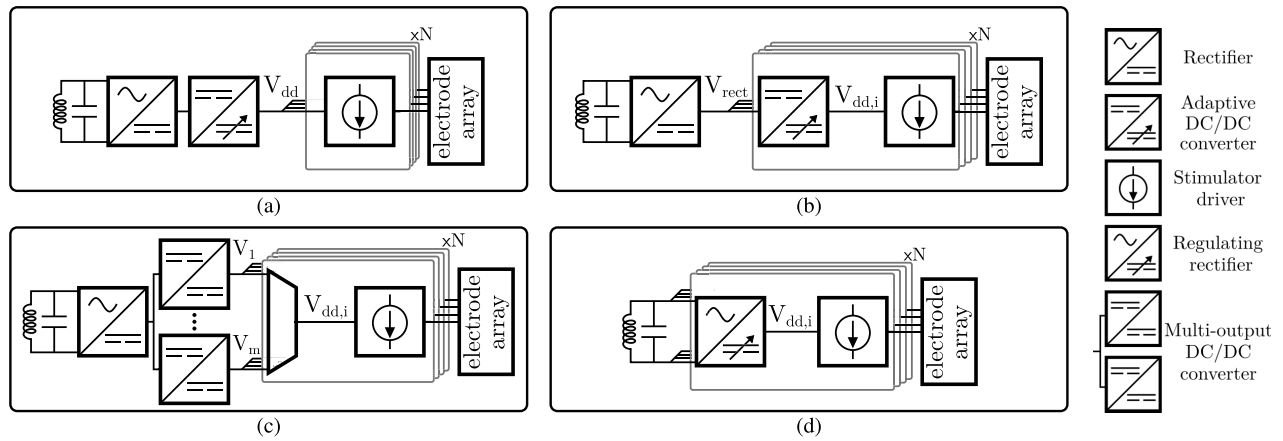 xN
V_dd
electrode
array
(a)
xN
V_rect
V_dd,i
electrode
array
(b)
V_1
V_m
xN
V_dd,i
electrode
array
(c)
xN
V_dd,i
electrode
array
(d)
Rectifier
Adaptive
DC/DC
converter
Stimulator
driver
Regulating
rectifier
Multi-output
DC/DC
converter